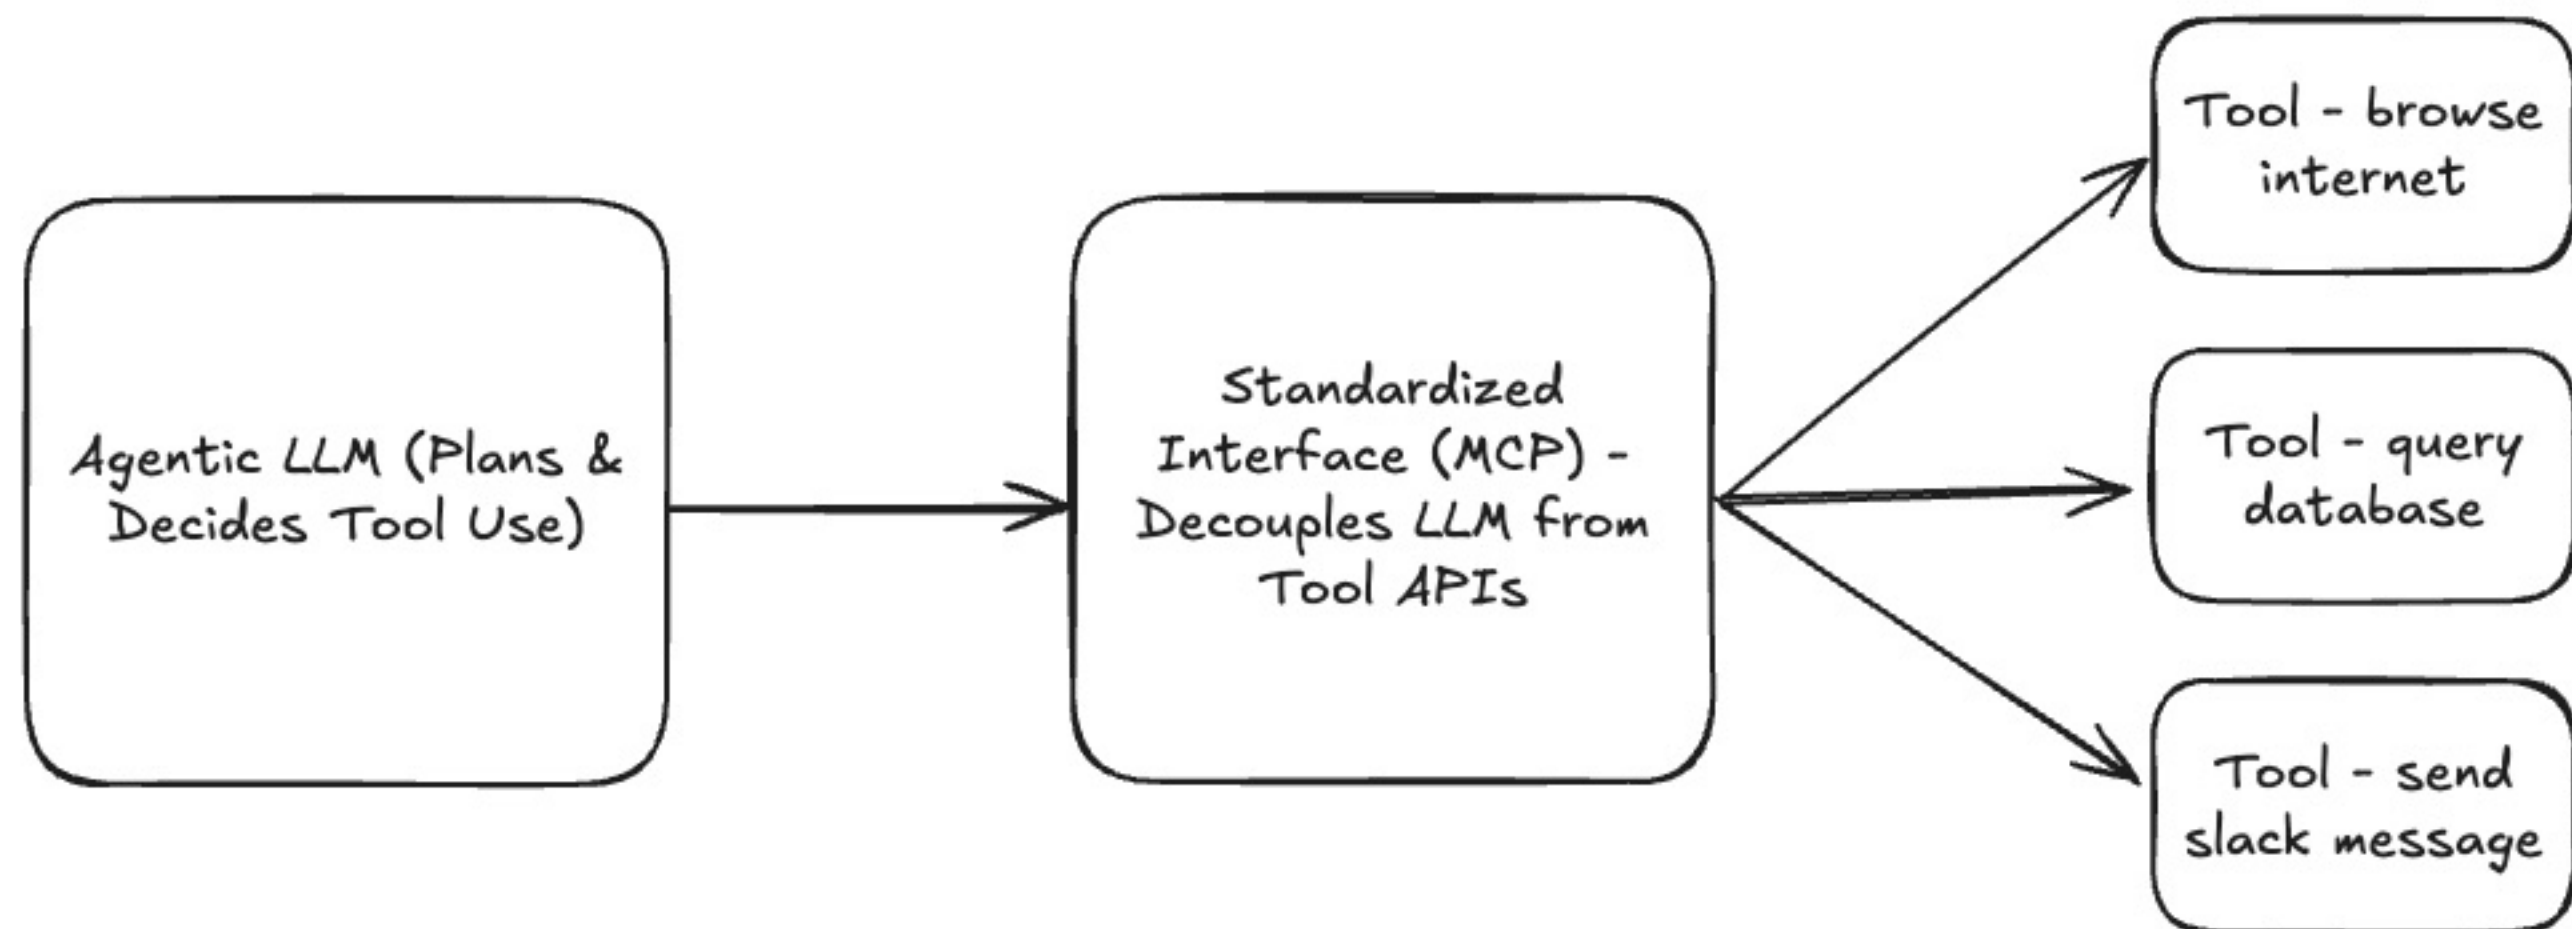 Agentic LLM (Plans &
Decides Tool Use)
Standardized
Interface (MCP) -
Decouples LLM from
Tool APIs
Tool - browse
internet
Tool - query
database
Tool - send
slack message